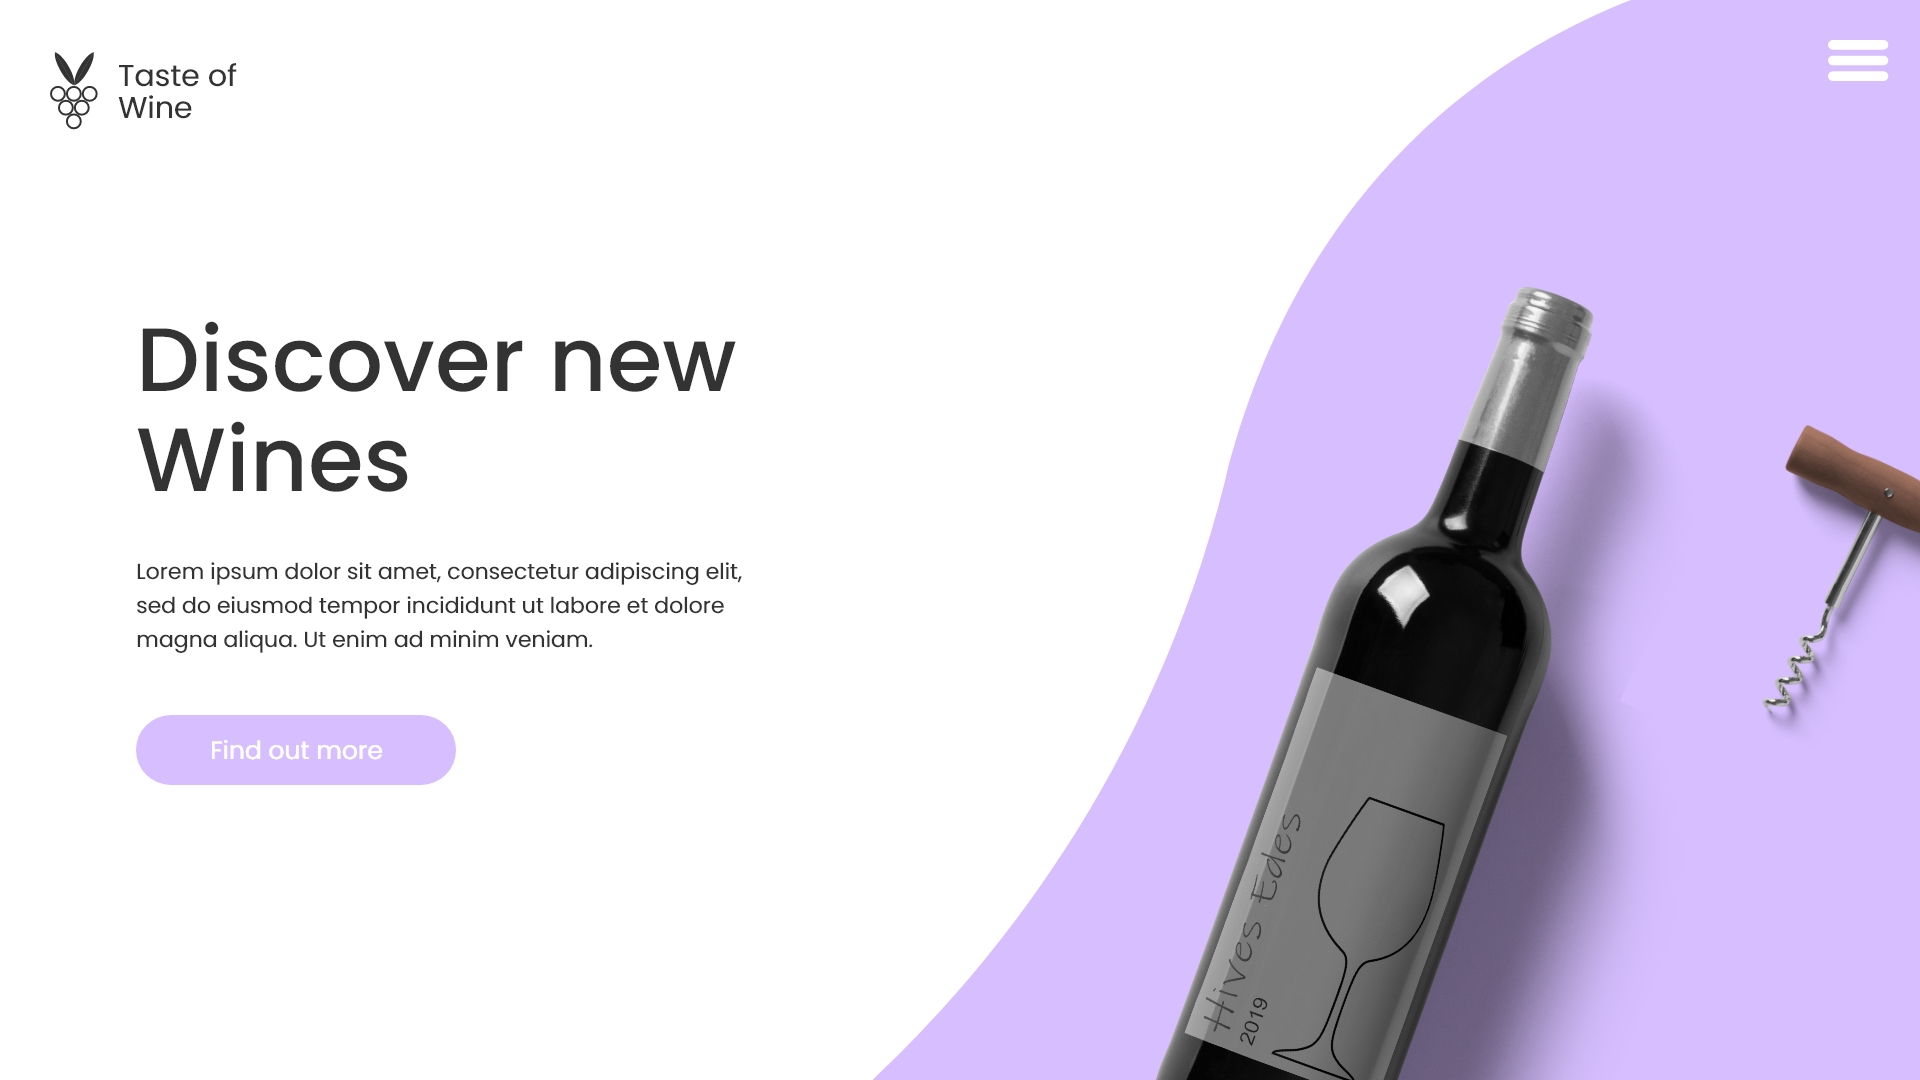 Taste of
Wine
Discover new
Wines
Lorem ipsum dolor sit amet, consectetur adipiscing elit,
sed do eiusmod tempor incididunt ut labore et dolore
magna aliqua. Ut enim ad minim veniam.
Find out more
Hives Edes
2019